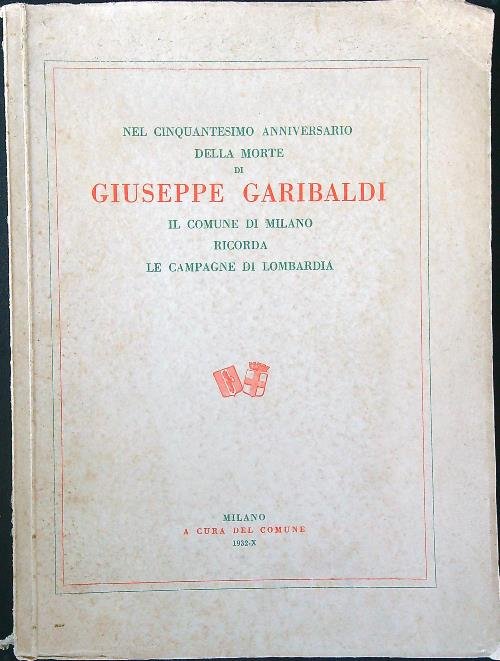 NEL CINQUANTESIMO ANNIVERSARIO
DELLA MORTE
DI
GIUSEPPE GARIBALDI
IL COMUNE DI MILANO
RICORDA
LE CAMPAGNE DI LOMBARDIA
MILANO
A CURA DEL COMUNE
1932-X